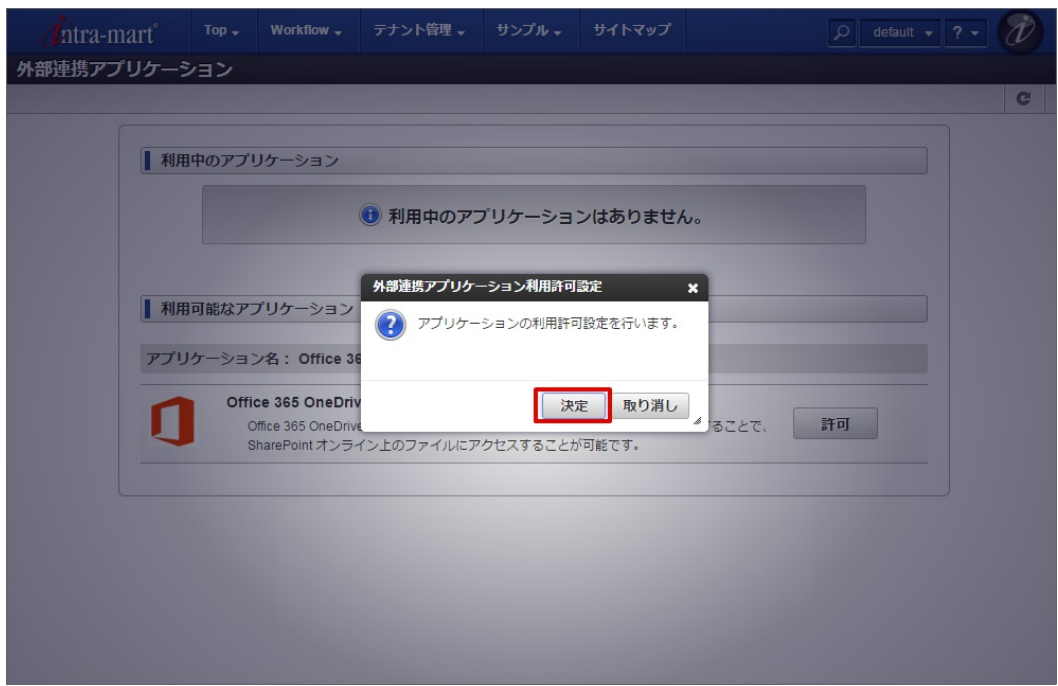 intra-mart® Top Workflow テナント管理 サンプル サイトマップ default ?
外部連携アプリケーション
利用中のアプリケーション
利用中のアプリケーションはありません。
外部連携アプリケーション利用許可設定
アプリケーションの利用許可設定を行います。
決定 取り消し
利用可能なアプリケーション
アプリケーション名： Office 36
Office 365 OneDriv
Office 365 OneDrive ることで、
SharePoint オンライン上のファイルにアクセスすることが可能です。
許可